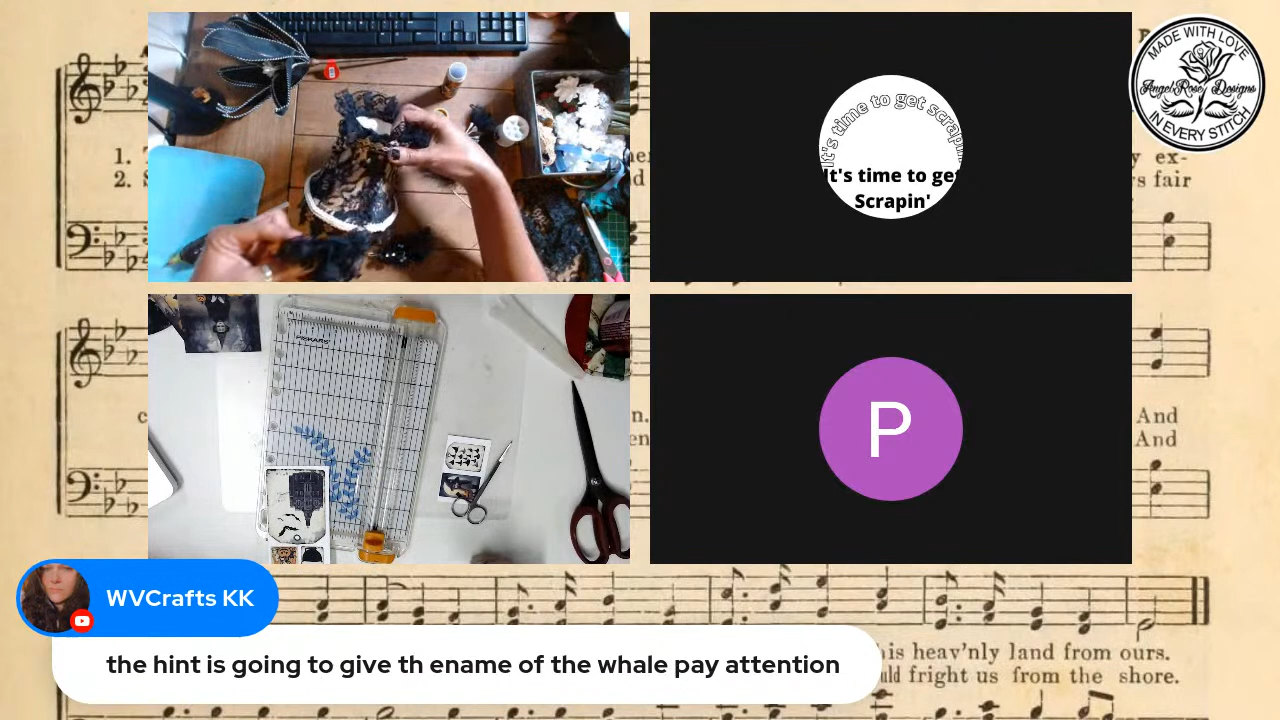 MADE WITH LOVE
AngelRose Designs
IN EVERY STITCH
It's time to get scrapin
It's time to get
Scrapin'
1.
2.
y ex-
rs fair
FISKARS
P
n.
And
And
WVCrafts KK
the hint is going to give th ename of the whale pay attention
his heav'nly land from ours.
uld fright us from the shore.